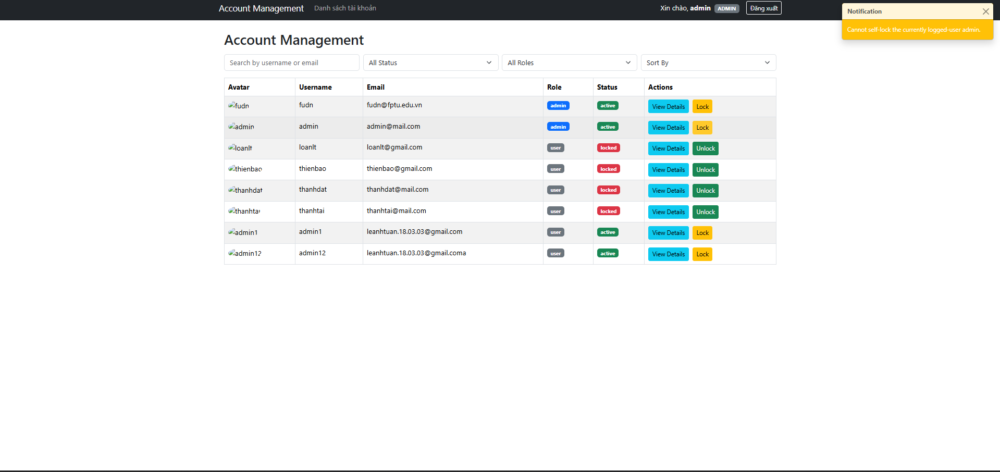 Account Management Danh sách tài khoản Xin chào, admin ADMIN Đăng xuất
Notification
Cannot self-lock the currently logged-user admin.
Account Management
Search by username or email All Status All Roles Sort By
Avatar Username Email Role Status Actions
fudn fudn fudn@fptu.edu.vn admin active View Details Lock
admin admin admin@mail.com admin active View Details Lock
loanlt loanlt loanlt@gmail.com user locked View Details Unlock
thienbao thienbao thienbao@gmail.com user locked View Details Unlock
thanhdat thanhdat thanhdat@mail.com user locked View Details Unlock
thanhtai thanhtai thanhtai@mail.com user locked View Details Unlock
admin1 admin1 leanhtuan.18.03.03@gmail.com user active View Details Lock
admin12 admin12 leanhtuan.18.03.03@gmail.coma user active View Details Lock